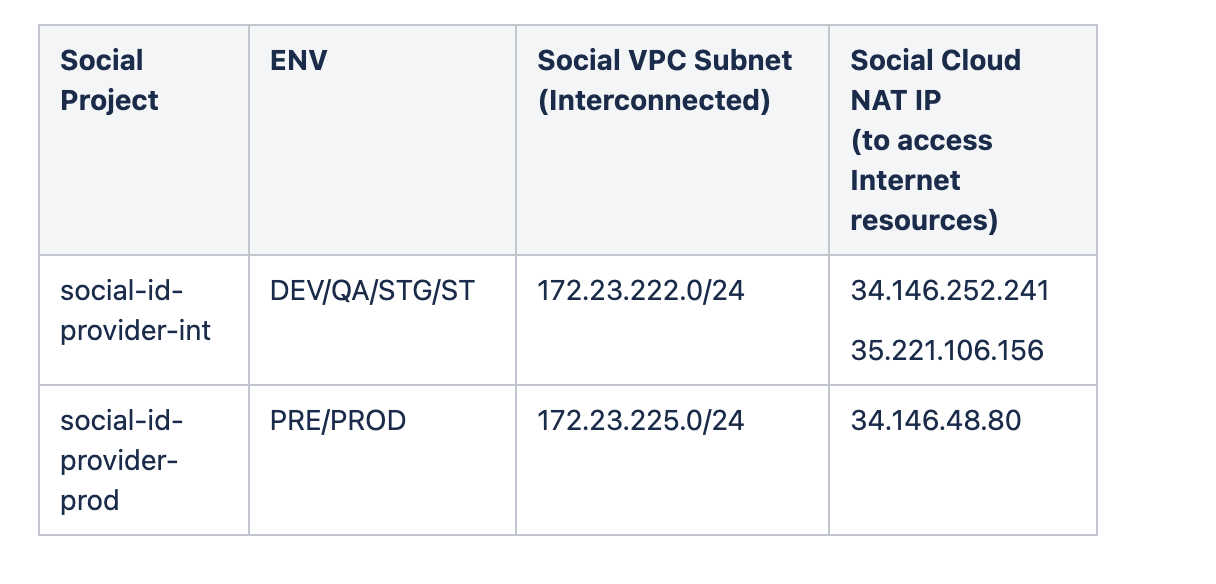 Social
Project
ENV
Social VPC Subnet
(Interconnected)
Social Cloud
NAT IP
(to access
Internet
resources)
social-id-
provider-int
DEV/QA/STG/ST
172.23.222.0/24
34.146.252.241
35.221.106.156
social-id-
provider-
prod
PRE/PROD
172.23.225.0/24
34.146.48.80